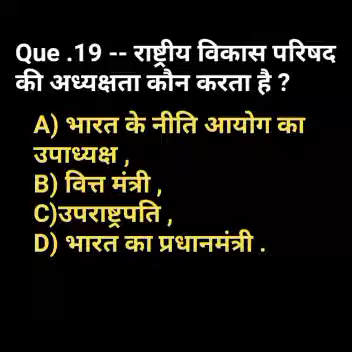 Que .19 -- राष्ट्रीय विकास परिषद
की अध्यक्षता कौन करता है ?
A) भारत के नीति आयोग का
उपाध्यक्ष ,
B) वित्त मंत्री ,
C)उपराष्ट्रपति ,
D) भारत का प्रधानमंत्री .